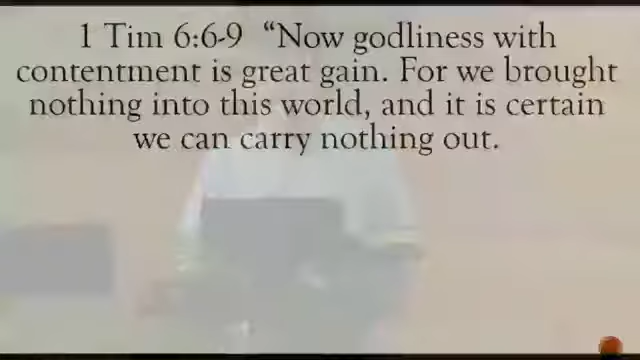 1 Tim 6:6-9 “Now godliness with
contentment is great gain. For we brought
nothing into this world, and it is certain
we can carry nothing out.